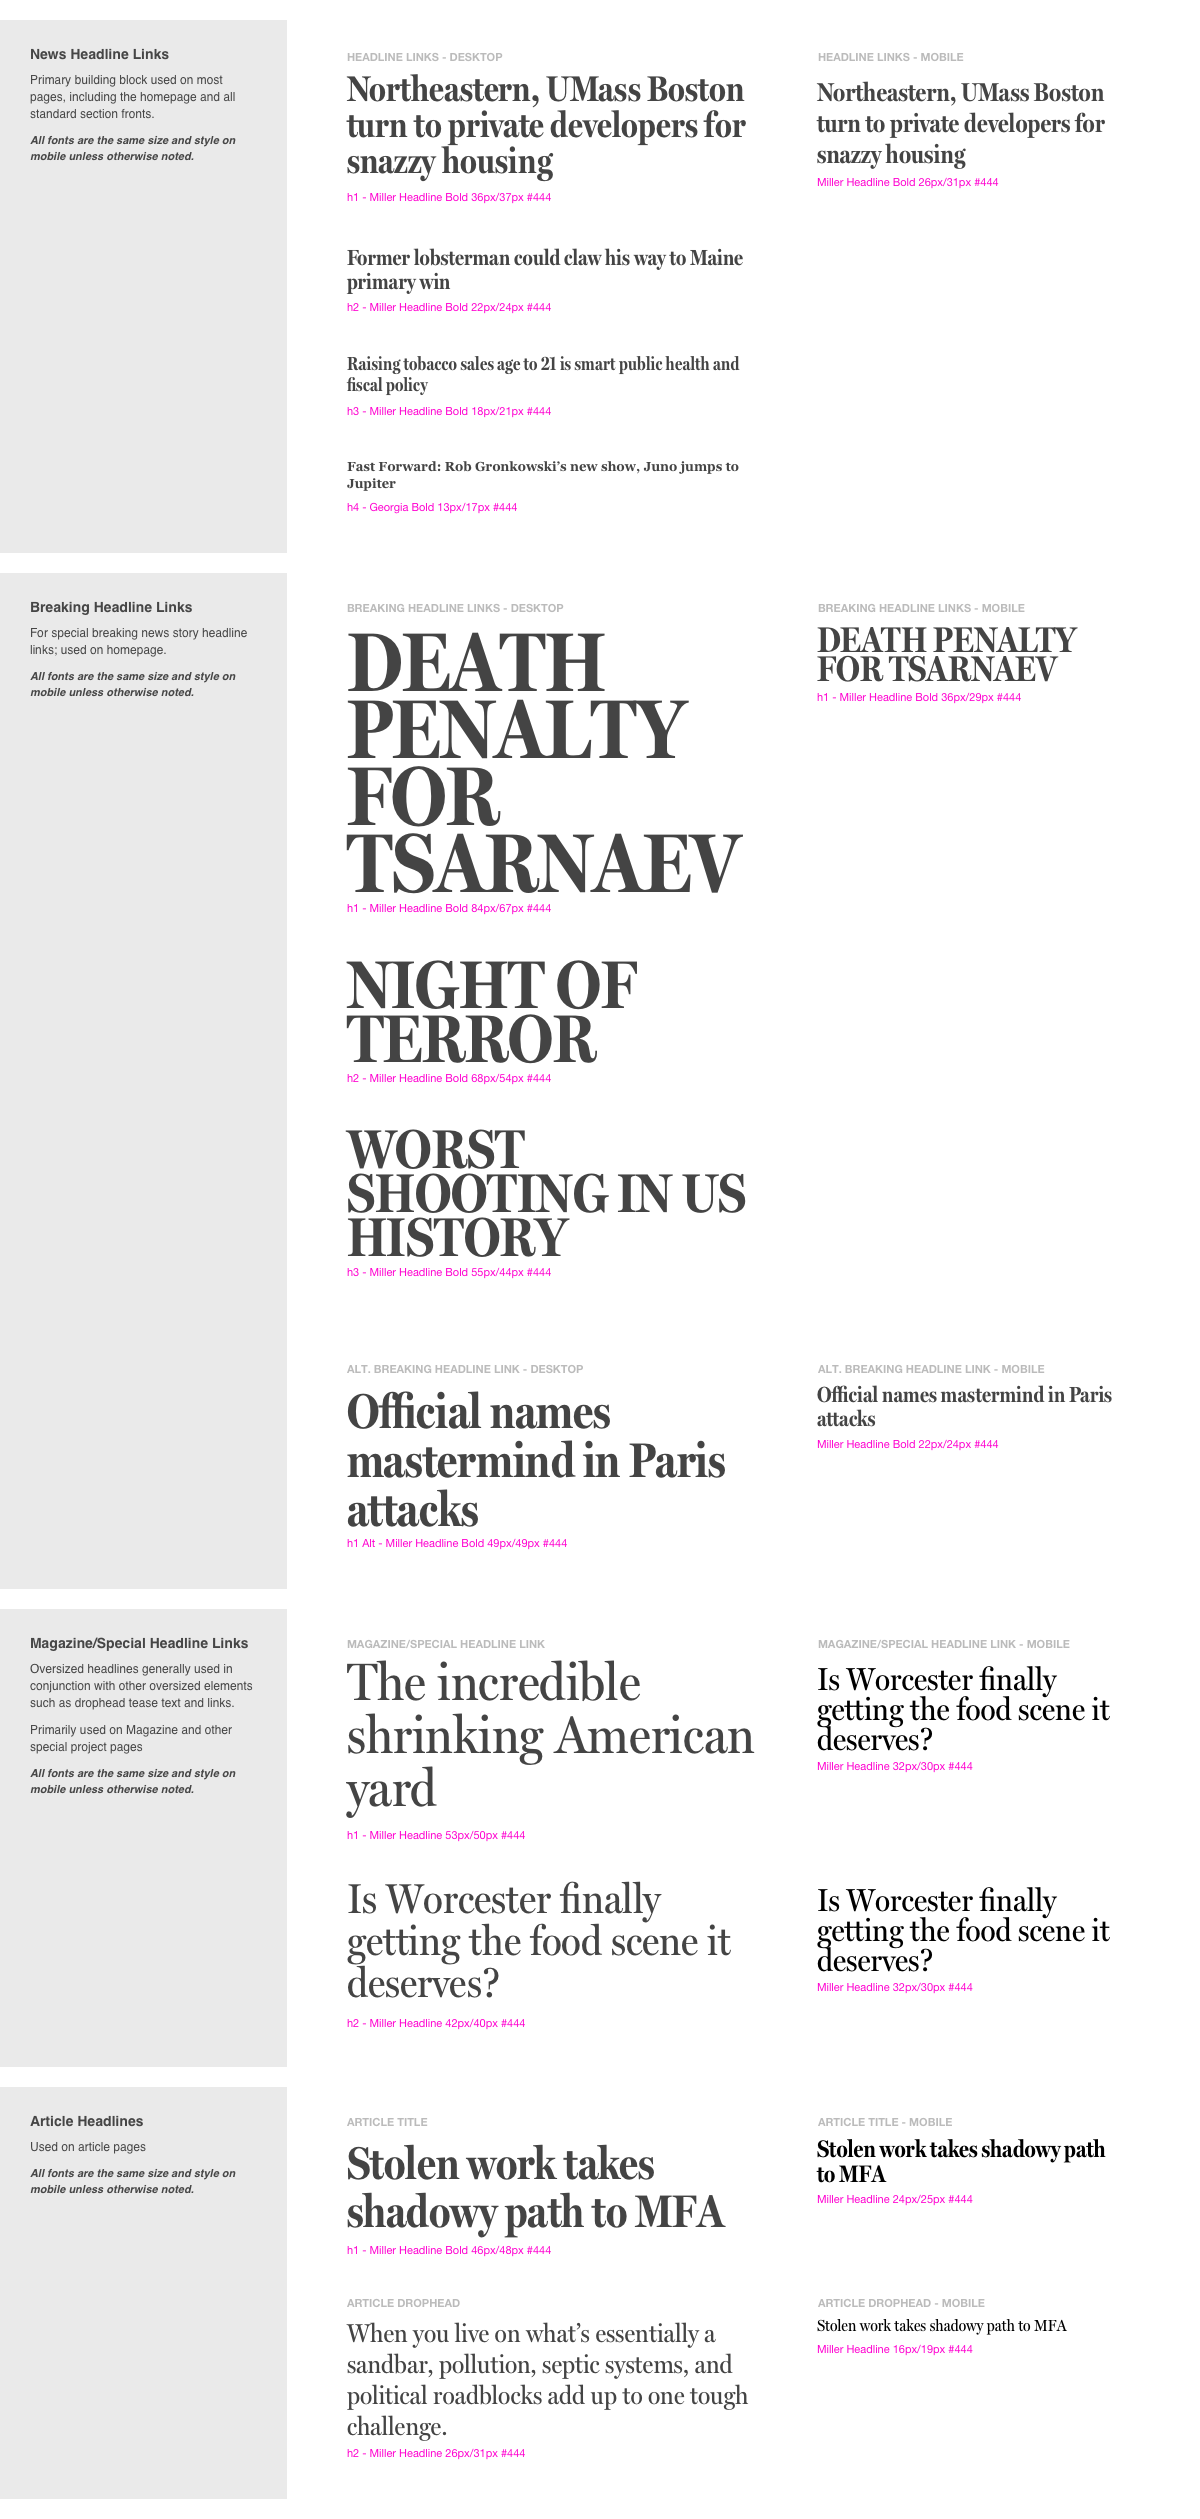 News Headline Links
Primary building block used on most
pages, including the homepage and all
standard section fronts.
All fonts are the same size and style on
mobile unless otherwise noted.
HEADLINE LINKS - DESKTOP
Northeastern, UMass Boston
turn to private developers for
snazzy housing
h1 - Miller Headline Bold 36px/37px #444
HEADLINE LINKS - MOBILE
Northeastern, UMass Boston
turn to private developers for
snazzy housing
Miller Headline Bold 26px/31px #444
Former lobsterman could claw his way to Maine
primary win
h2 - Miller Headline Bold 22px/24px #444
Raising tobacco sales age to 21 is smart public health and
fiscal policy
h3 - Miller Headline Bold 18px/21px #444
Fast Forward: Rob Gronkowski’s new show, Juno jumps to
Jupiter
h4 - Georgia Bold 13px/17px #444
Breaking Headline Links
For special breaking news story headline
links; used on homepage.
All fonts are the same size and style on
mobile unless otherwise noted.
BREAKING HEADLINE LINKS - DESKTOP
DEATH
PENALTY
FOR
TSARNAEV
h1 - Miller Headline Bold 84px/67px #444
BREAKING HEADLINE LINKS - MOBILE
DEATH PENALTY
FOR TSARNAEV
h1 - Miller Headline Bold 36px/29px #444
NIGHT OF
TERROR
h2 - Miller Headline Bold 68px/54px #444
WORST
SHOOTING IN US
HISTORY
h3 - Miller Headline Bold 55px/44px #444
ALT. BREAKING HEADLINE LINK - DESKTOP
Official names
mastermind in Paris
attacks
h1 Alt - Miller Headline Bold 49px/49px #444
ALT. BREAKING HEADLINE LINK - MOBILE
Official names mastermind in Paris
attacks
Miller Headline Bold 22px/24px #444
Magazine/Special Headline Links
Oversized headlines generally used in
conjunction with other oversized elements
such as drophead tease text and links.
Primarily used on Magazine and other
special project pages
All fonts are the same size and style on
mobile unless otherwise noted.
MAGAZINE/SPECIAL HEADLINE LINK
The incredible
shrinking American
yard
h1 - Miller Headline 53px/50px #444
MAGAZINE/SPECIAL HEADLINE LINK - MOBILE
Is Worcester finally
getting the food scene it
deserves?
Miller Headline 32px/30px #444
Is Worcester finally
getting the food scene it
deserves?
h2 - Miller Headline 42px/40px #444
Is Worcester finally
getting the food scene it
deserves?
Miller Headline 32px/30px #444
Article Headlines
Used on article pages
All fonts are the same size and style on
mobile unless otherwise noted.
ARTICLE TITLE
Stolen work takes
shadowy path to MFA
h1 - Miller Headline Bold 46px/48px #444
ARTICLE TITLE - MOBILE
Stolen work takes shadowy path
to MFA
Miller Headline 24px/25px #444
ARTICLE DROPHEAD
When you live on what’s essentially a
sandbar, pollution, septic systems, and
political roadblocks add up to one tough
challenge.
h2 - Miller Headline 26px/31px #444
ARTICLE DROPHEAD - MOBILE
Stolen work takes shadowy path to MFA
Miller Headline 16px/19px #444